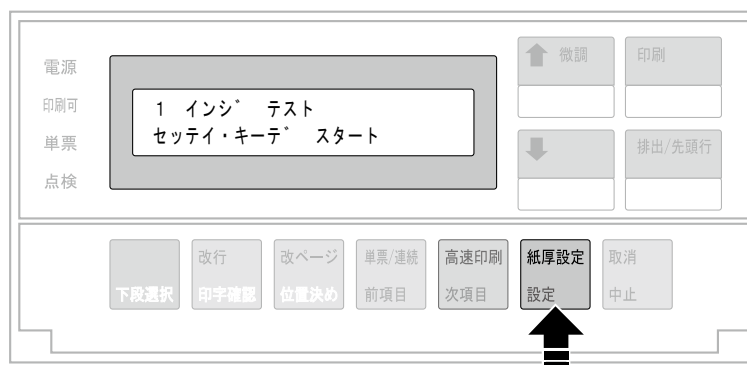 電源
印刷可
単票
点検
1 インジ テスト
セッテイ・キーデ スタート
微調
印刷
排出/先頭行
改行
改ページ
単票/連続
高速印刷
紙厚設定
取消
下段選択
印字確認
位置決め
前項目
次項目
設定
中止